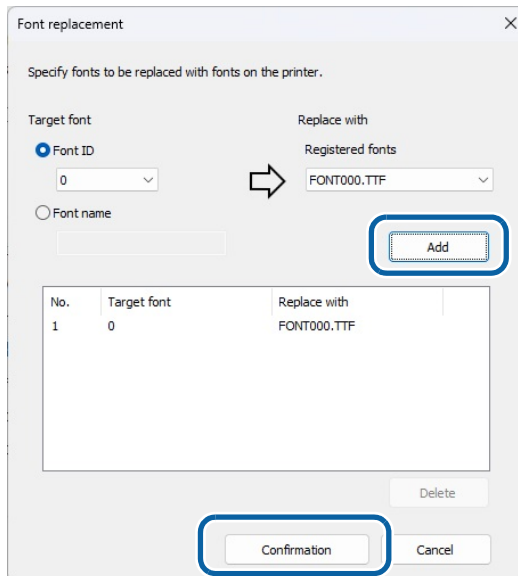 Font replacement
Specify fonts to be replaced with fonts on the printer.
Target font
Replace with
Font ID
Registered fonts
0
FONT000.TTF
Font name
Add
No. Target font Replace with
1 0 FONT000.TTF
Delete
Confirmation Cancel